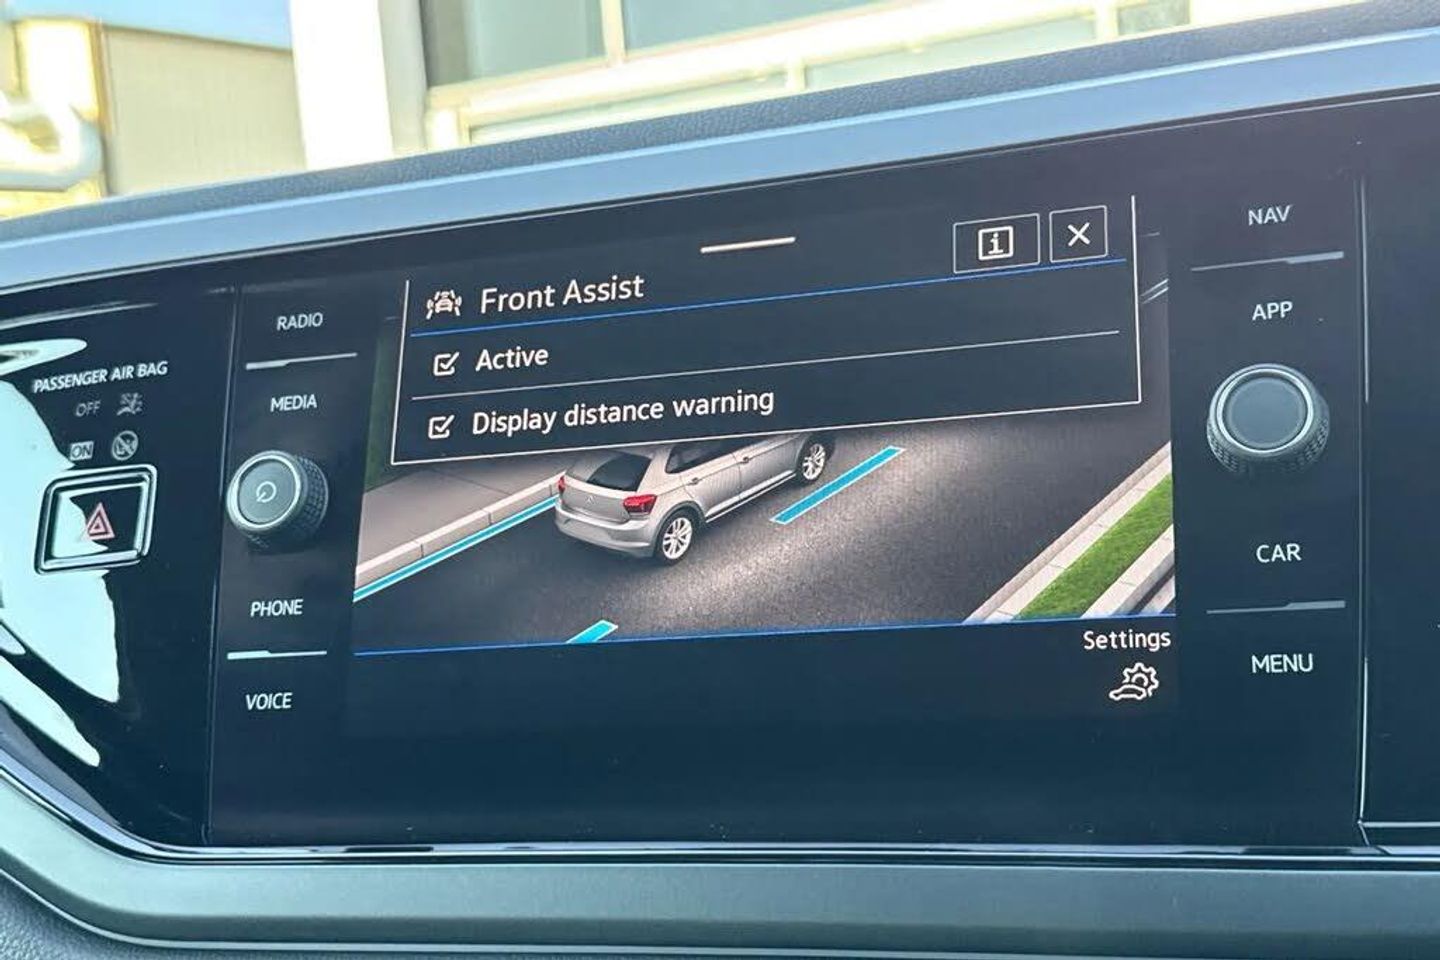 PASSENGER AIR BAG
OFF
ON
RADIO
MEDIA
PHONE
VOICE
Front Assist
i
Active
Display distance warning
Settings
NAV
APP
CAR
MENU